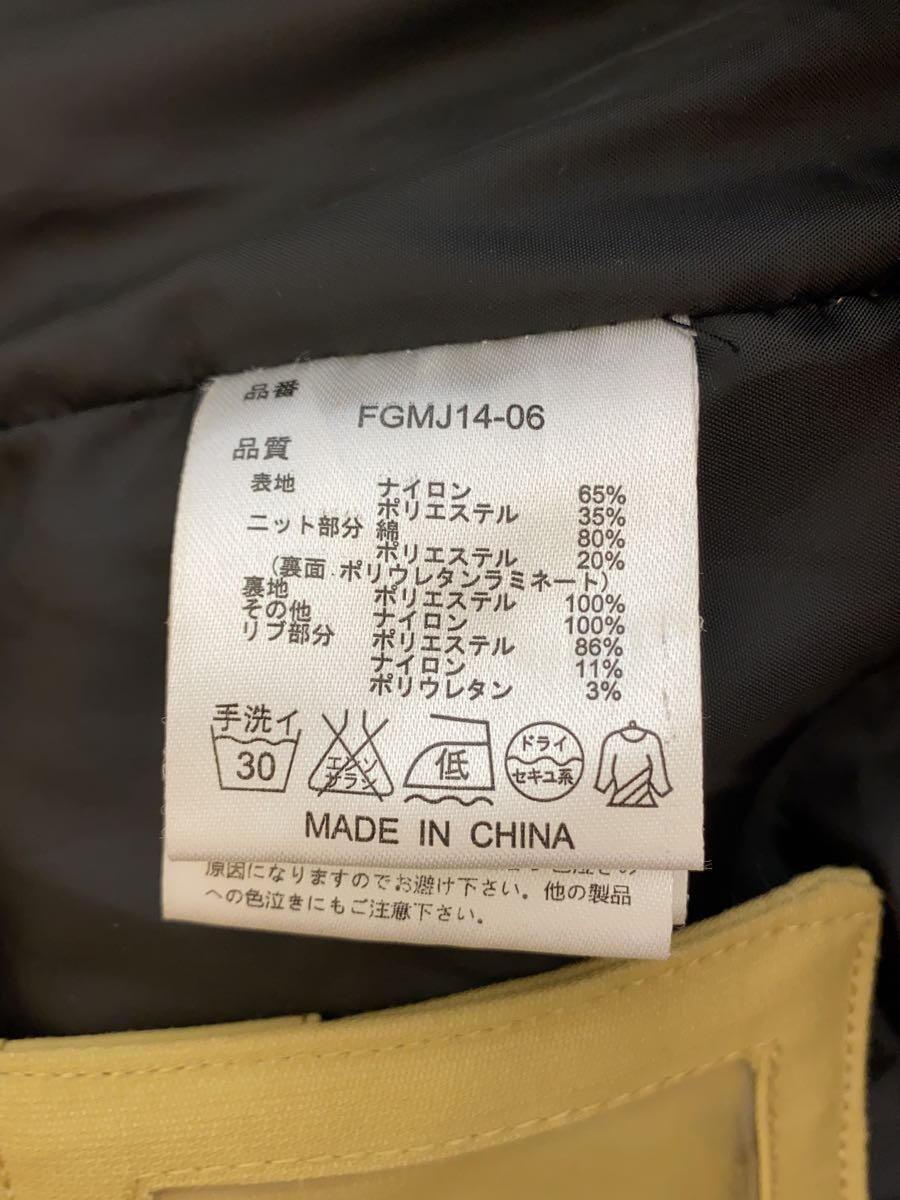 品番
FGMJ14-06
品質
表地 ナイロン 65%
ポリエステル 35%
ニット部分 綿 80%
ポリエステル 20%
(裏面 ポリウレタンラミネート)
裏地 ポリエステル 100%
その他 ナイロン 100%
リブ部分 ポリエステル 86%
ナイロン 11%
ポリウレタン 3%
手洗イ
30
エンソ
サラシ
低
ドライ
セキユ系
MADE IN CHINA
原因になりますのでお避け下さい。他の製品
への色泣きにもご注意下さい。